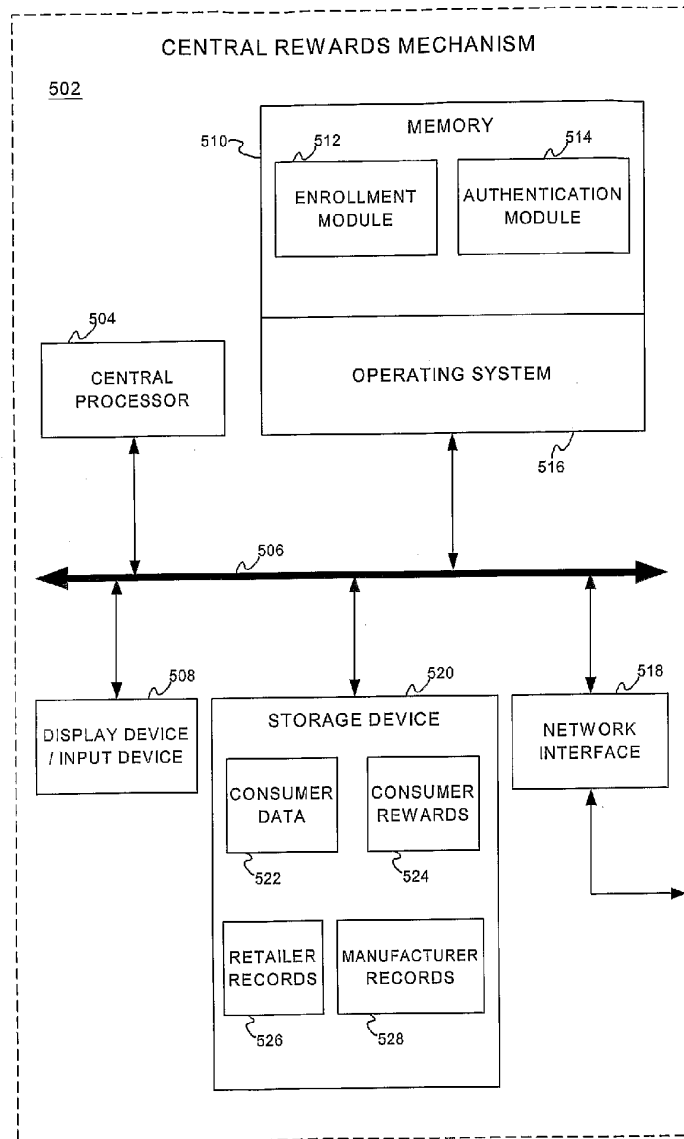 CENTRAL REWARDS MECHANISM
502
MEMORY
510
512
514
ENROLLMENT
MODULE
AUTHENTICATION
MODULE
504
CENTRAL
PROCESSOR
OPERATING SYSTEM
516
506
508
DISPLAY DEVICE
/ INPUT DEVICE
520
STORAGE DEVICE
CONSUMER
DATA
522
CONSUMER
REWARDS
524
RETAILER
RECORDS
526
MANUFACTURER
RECORDS
528
518
NETWORK
INTERFACE